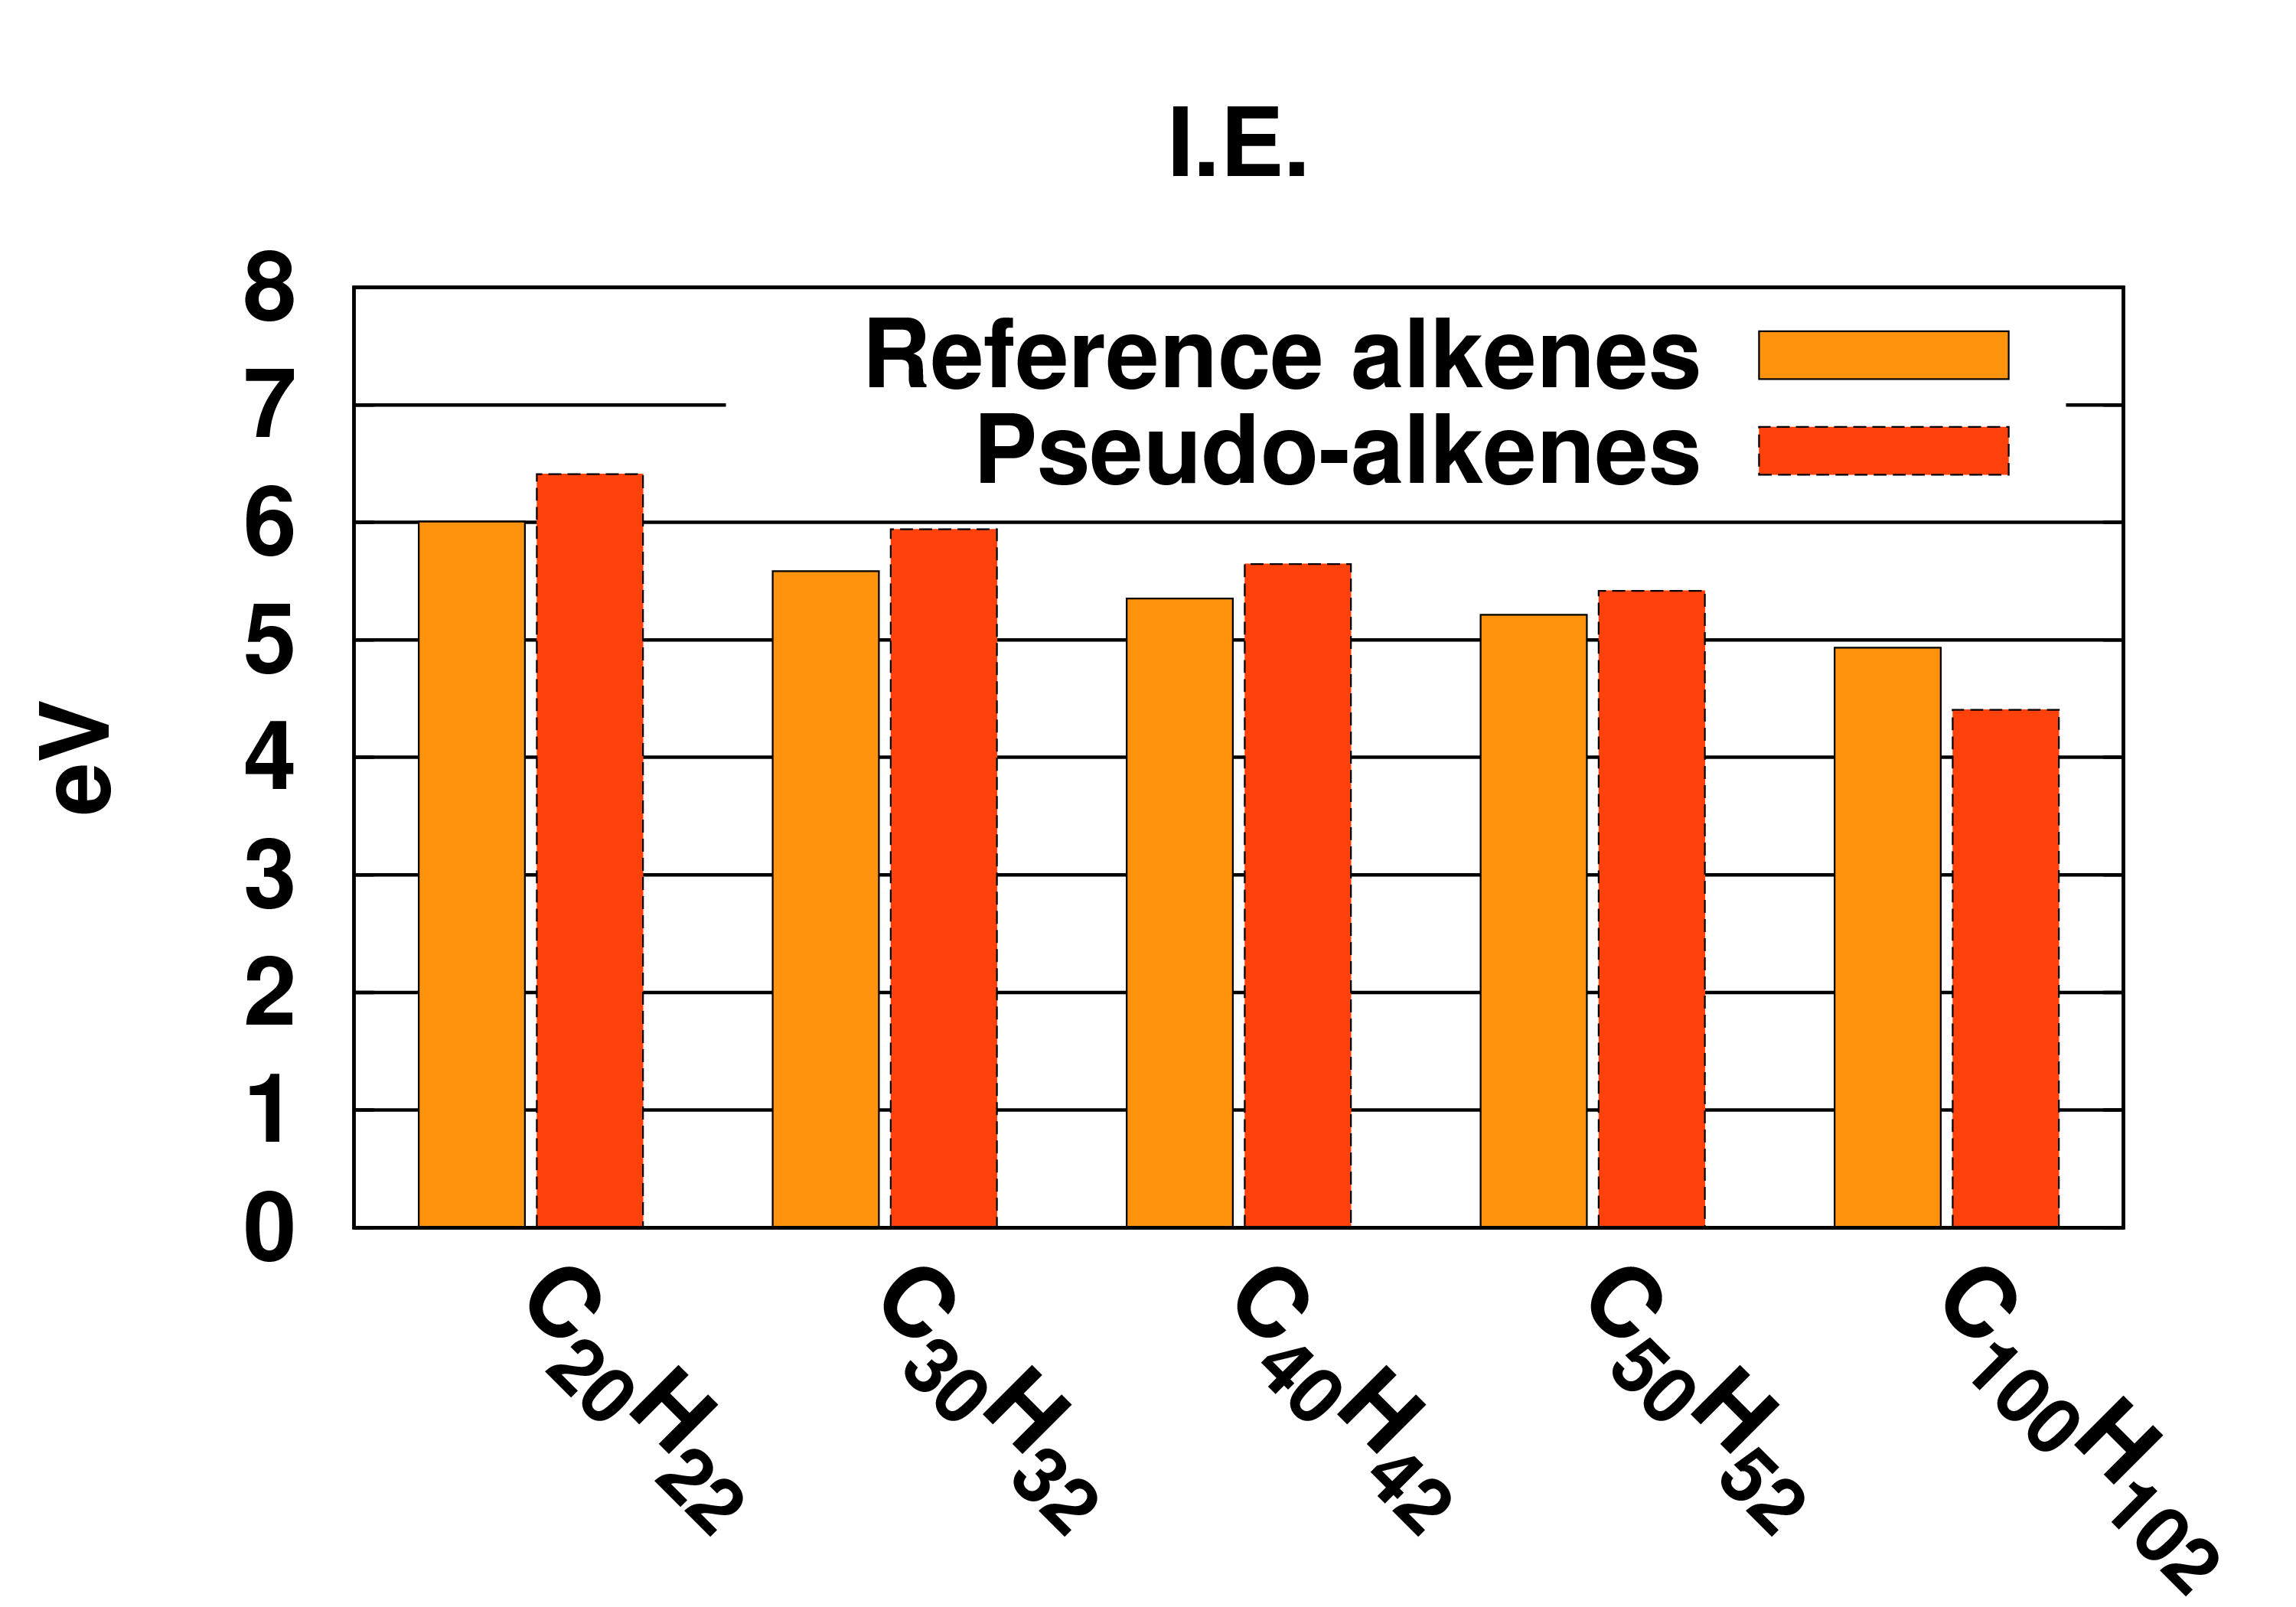 I.E.
eV
8
7
6
5
4
3
2
1
0
Reference alkenes
Pseudo-alkenes
C₂₀H₂₂
C₃₀H₃₂
C₄₀H₄₂
C₅₀H₅₂
C₁₀₀H₁₀₂